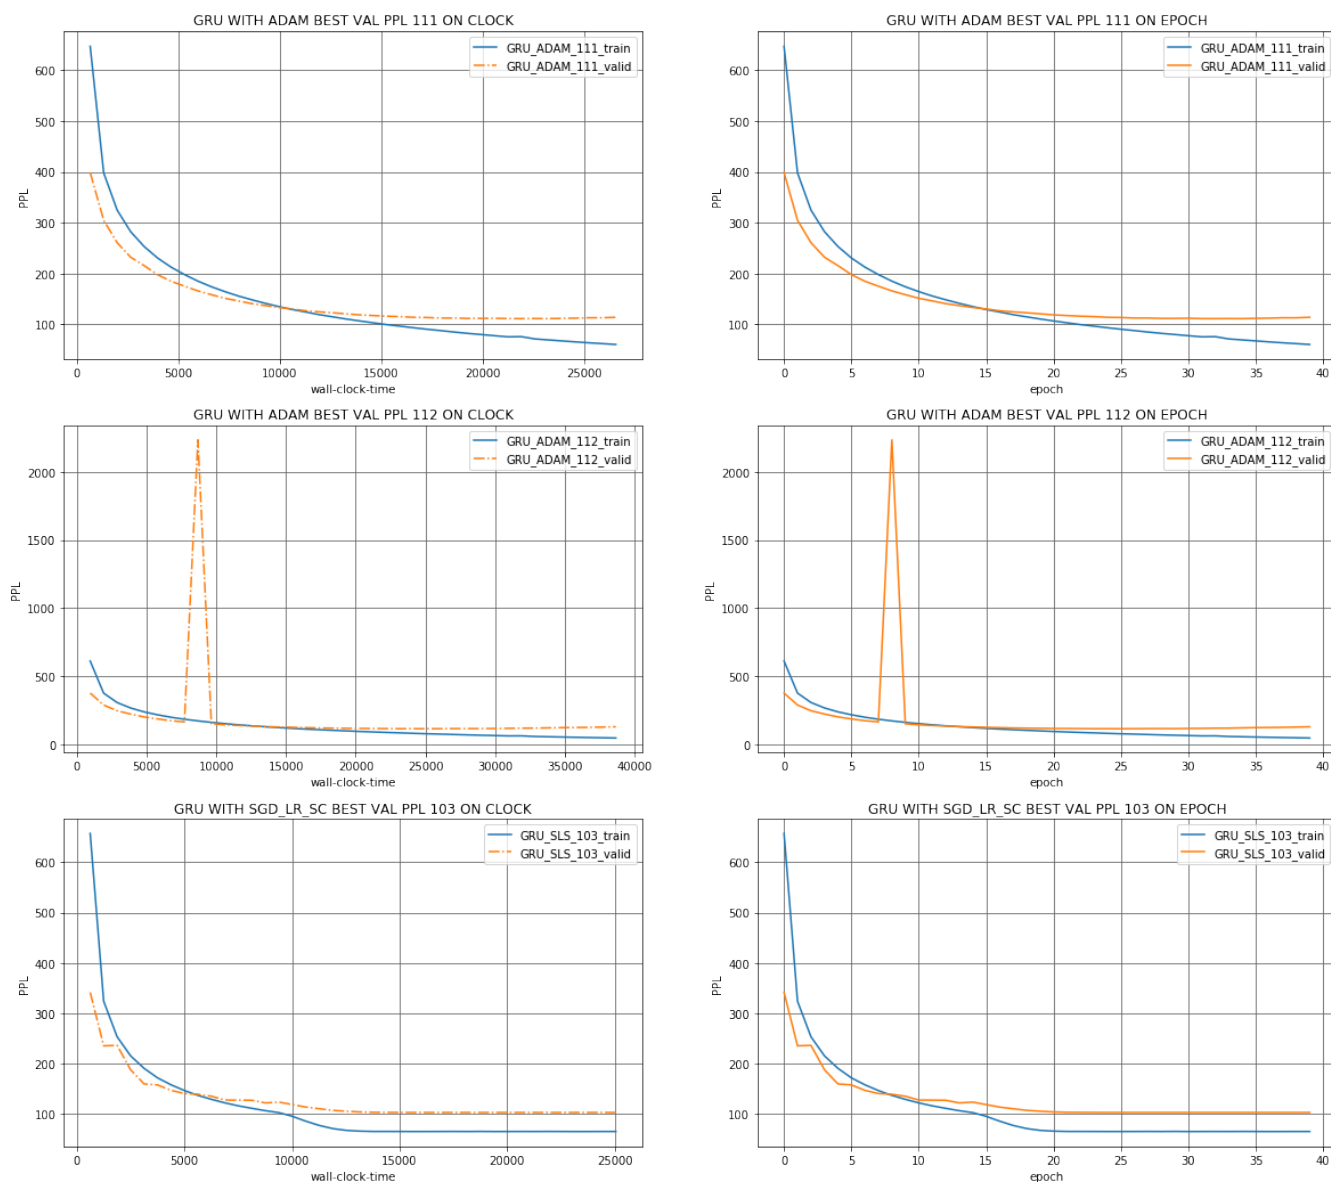 GRU WITH ADAM BEST VAL PPL 111 ON CLOCK
GRU_ADAM_111_train
GRU_ADAM_111_valid
600
500
400
300
200
100
PPL
0 5000 10000 15000 20000 25000
wall-clock-time
GRU WITH ADAM BEST VAL PPL 111 ON EPOCH
GRU_ADAM_111_train
GRU_ADAM_111_valid
600
500
400
300
200
100
PPL
0 5 10 15 20 25 30 35 40
epoch
GRU WITH ADAM BEST VAL PPL 112 ON CLOCK
GRU_ADAM_112_train
GRU_ADAM_112_valid
2000
1500
1000
500
0
PPL
0 5000 10000 15000 20000 25000 30000 35000 40000
wall-clock-time
GRU WITH ADAM BEST VAL PPL 112 ON EPOCH
GRU_ADAM_112_train
GRU_ADAM_112_valid
2000
1500
1000
500
0
PPL
0 5 10 15 20 25 30 35 40
epoch
GRU WITH SGD_LR_SC BEST VAL PPL 103 ON CLOCK
GRU_SLS_103_train
GRU_SLS_103_valid
600
500
400
300
200
100
PPL
0 5000 10000 15000 20000 25000
wall-clock-time
GRU WITH SGD_LR_SC BEST VAL PPL 103 ON EPOCH
GRU_SLS_103_train
GRU_SLS_103_valid
600
500
400
300
200
100
PPL
0 5 10 15 20 25 30 35 40
epoch